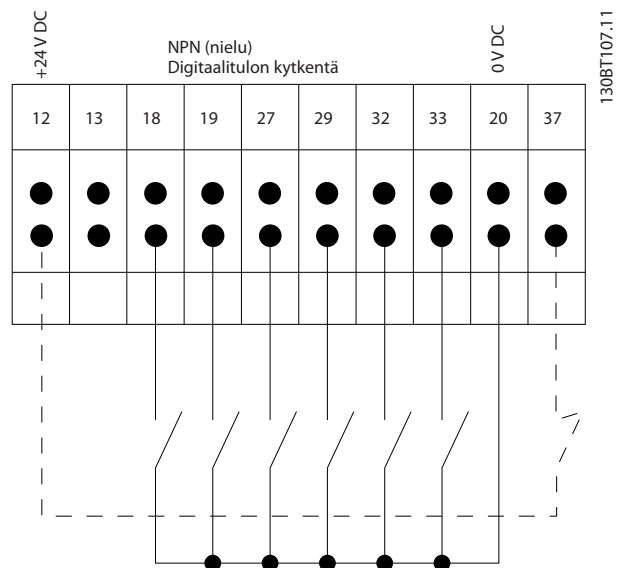 +24 V DC
NPN (nielu)
Digitaalitulon kytkentä
0 V DC
130BT107.11
12 13 18 19 27 29 32 33 20 37